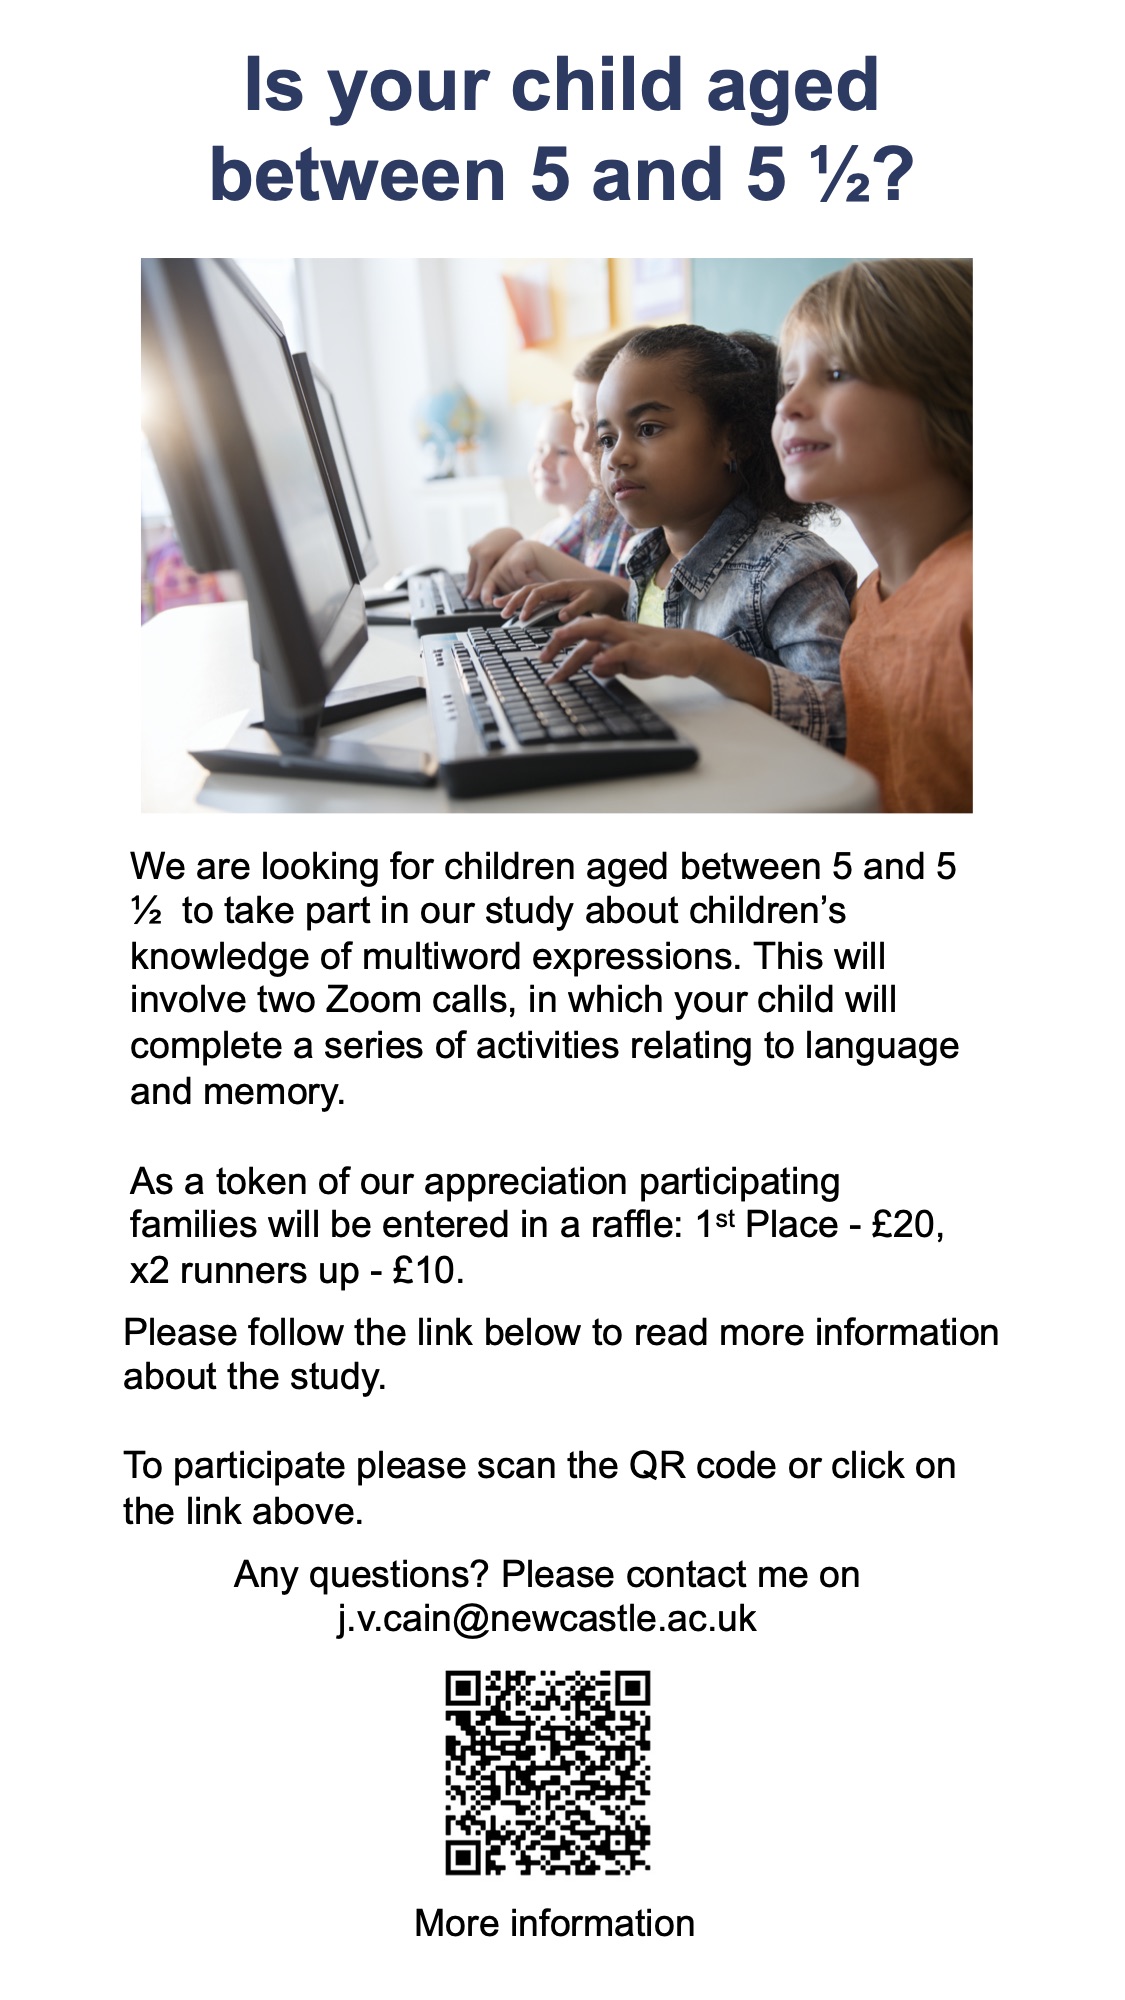 Is your child aged
between 5 and 5 ½?
We are looking for children aged between 5 and 5
½  to take part in our study about children’s
knowledge of multiword expressions. This will
involve two Zoom calls, in which your child will
complete a series of activities relating to language
and memory.
As a token of our appreciation participating
families will be entered in a raffle: 1st Place - £20,
x2 runners up - £10.
Please follow the link below to read more information
about the study.
To participate please scan the QR code or click on
the link above.
Any questions? Please contact me on
j.v.cain@newcastle.ac.uk
More information